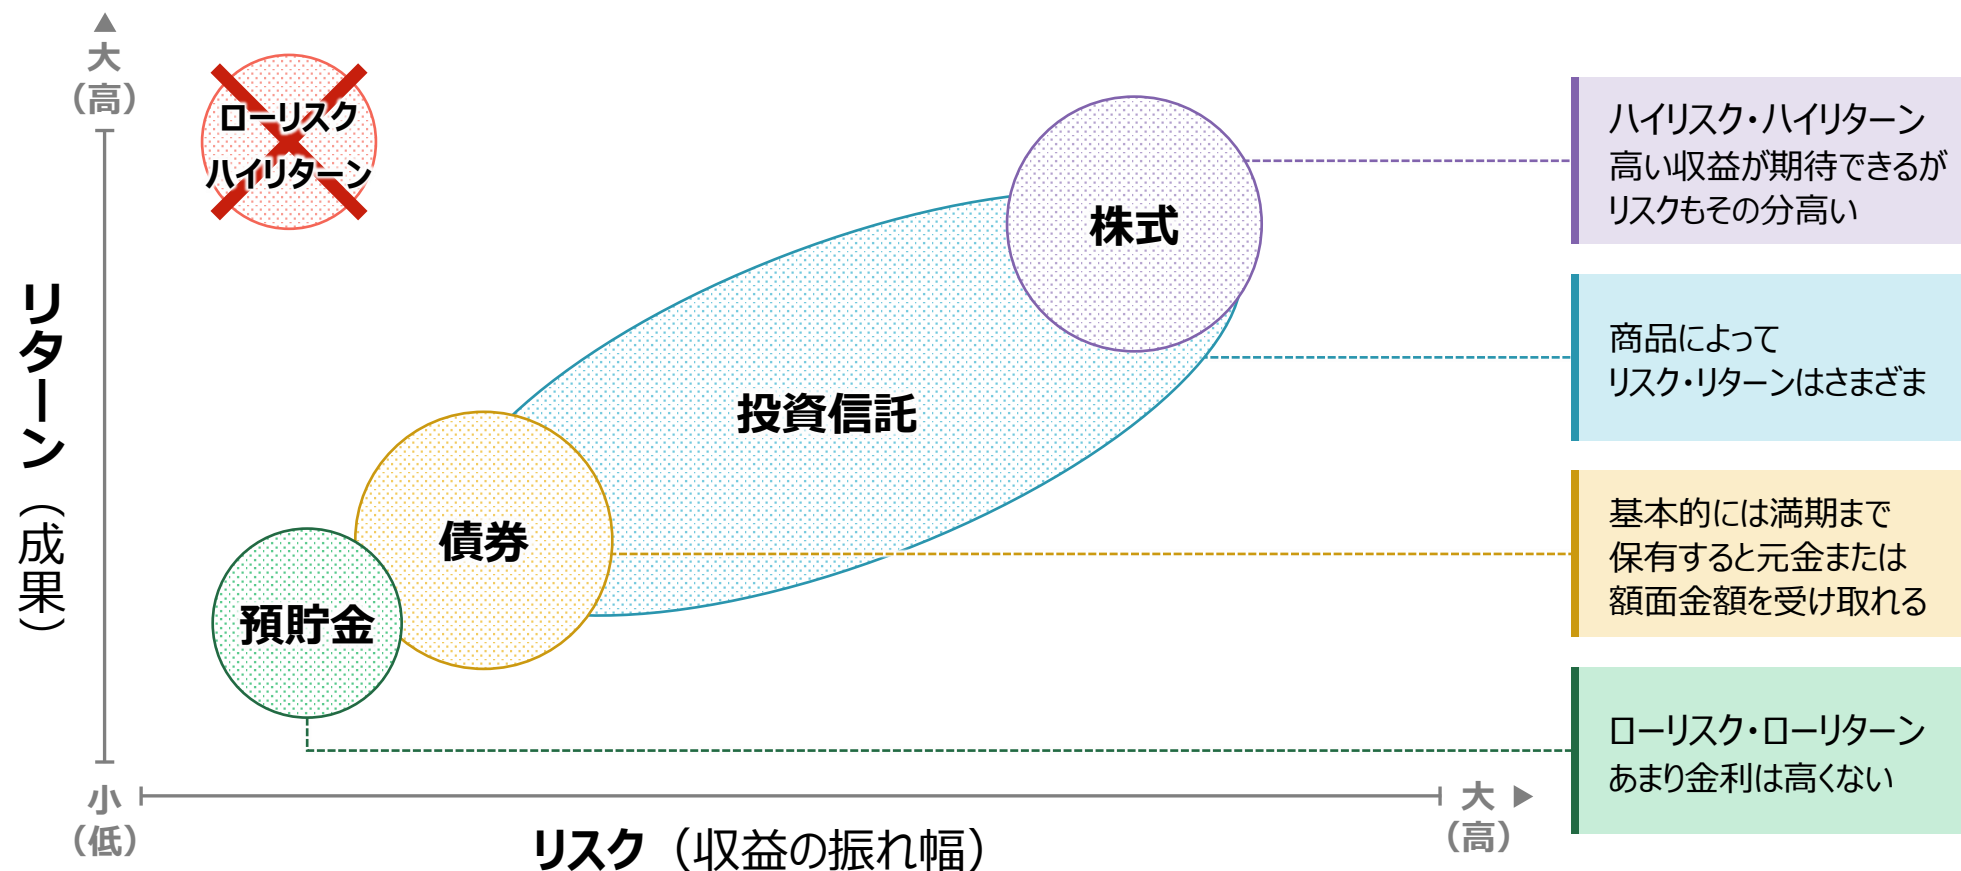 ▲
大
（高）
リターン（成果）
小
（低）
ローリスク
ハイリターン
株式
投資信託
債券
預貯金
リスク（収益の振れ幅）
大 ▶
（高）
ハイリスク・ハイリターン
高い収益が期待できるが
リスクもその分高い
商品によって
リスク・リターンはさまざま
基本的には満期まで
保有すると元金または
額面金額を受け取れる
ローリスク・ローリターン
あまり金利は高くない